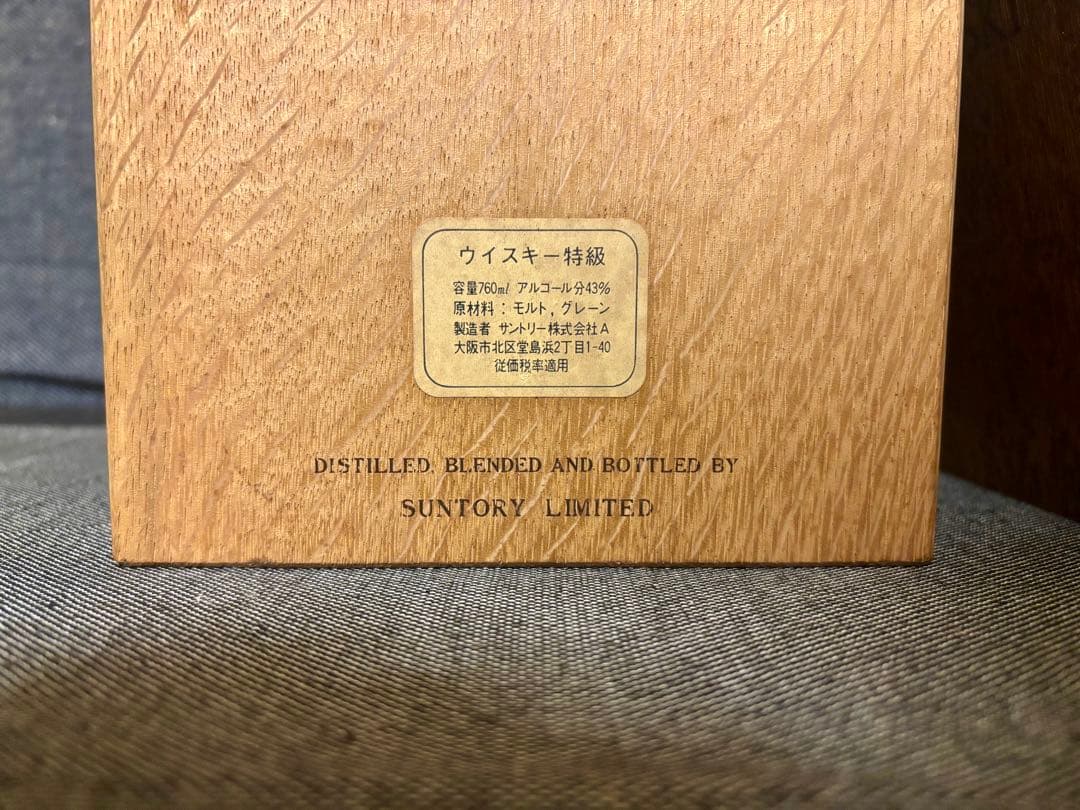 ウイスキー特級
容量760ml アルコール分43%
原材料：モルト，グレーン
製造者 サントリー株式会社A
大阪市北区堂島浜2丁目1-40
従価税率適用
DISTILLED, BLENDED AND BOTTLED BY
SUNTORY LIMITED